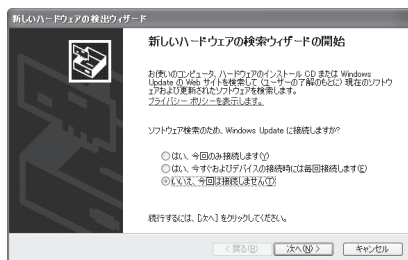 新しいハードウェアの検出ウィザード
新しいハードウェアの検索ウィザードの開始
お使いのコンピュータ、ハードウェアのインストール CD または Windows
Update の Web サイトを検索して (ユーザーの了解のもとに) 現在のソフトウ
ェアおよび更新されたソフトウェアを検索します。
プライバシー ポリシーを表示します。
ソフトウェア検索のため、Windows Update に接続しますか?
はい、今回のみ接続します(Y)
はい、今すぐおよびデバイスの接続時には毎回接続します(E)
いいえ、今回は接続しません(T)
続行するには、[次へ] をクリックしてください。
< 戻る(B)
次へ(N) >
キャンセル